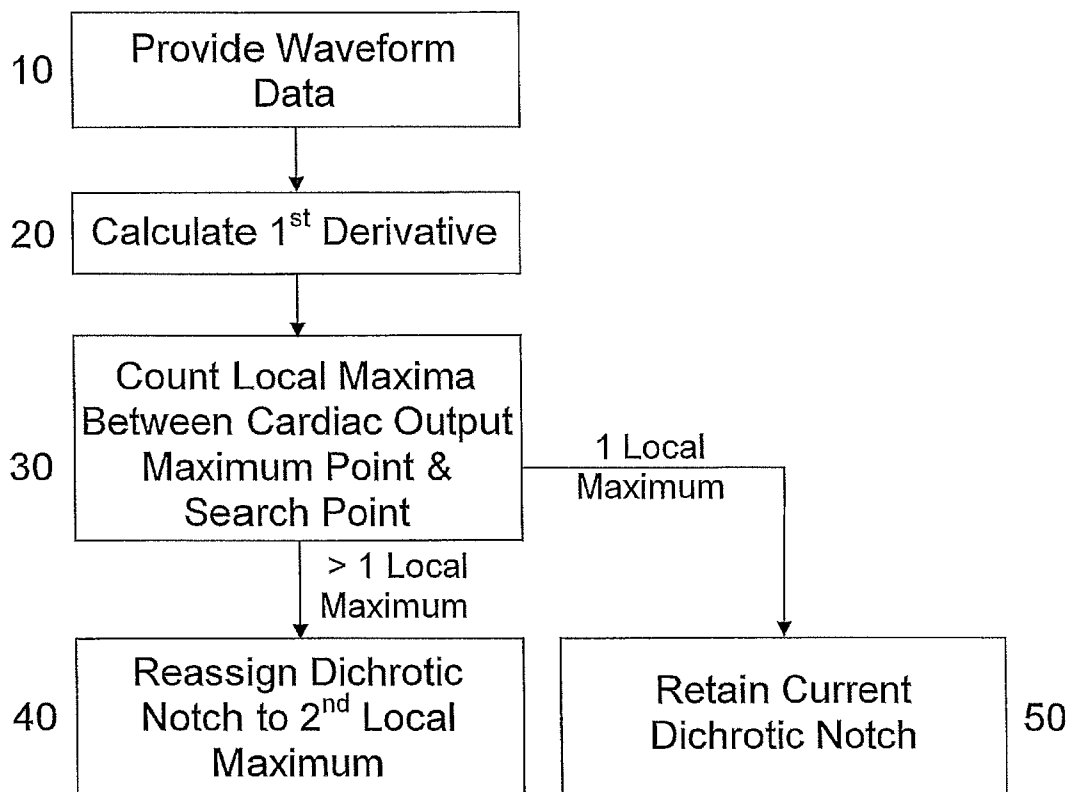 10
Provide Waveform
Data
20
Calculate 1st Derivative
30
Count Local Maxima
Between Cardiac Output
Maximum Point &
Search Point
1 Local
Maximum
> 1 Local
Maximum
40
Reassign Dichrotic
Notch to 2nd Local
Maximum
Retain Current
Dichrotic Notch
50